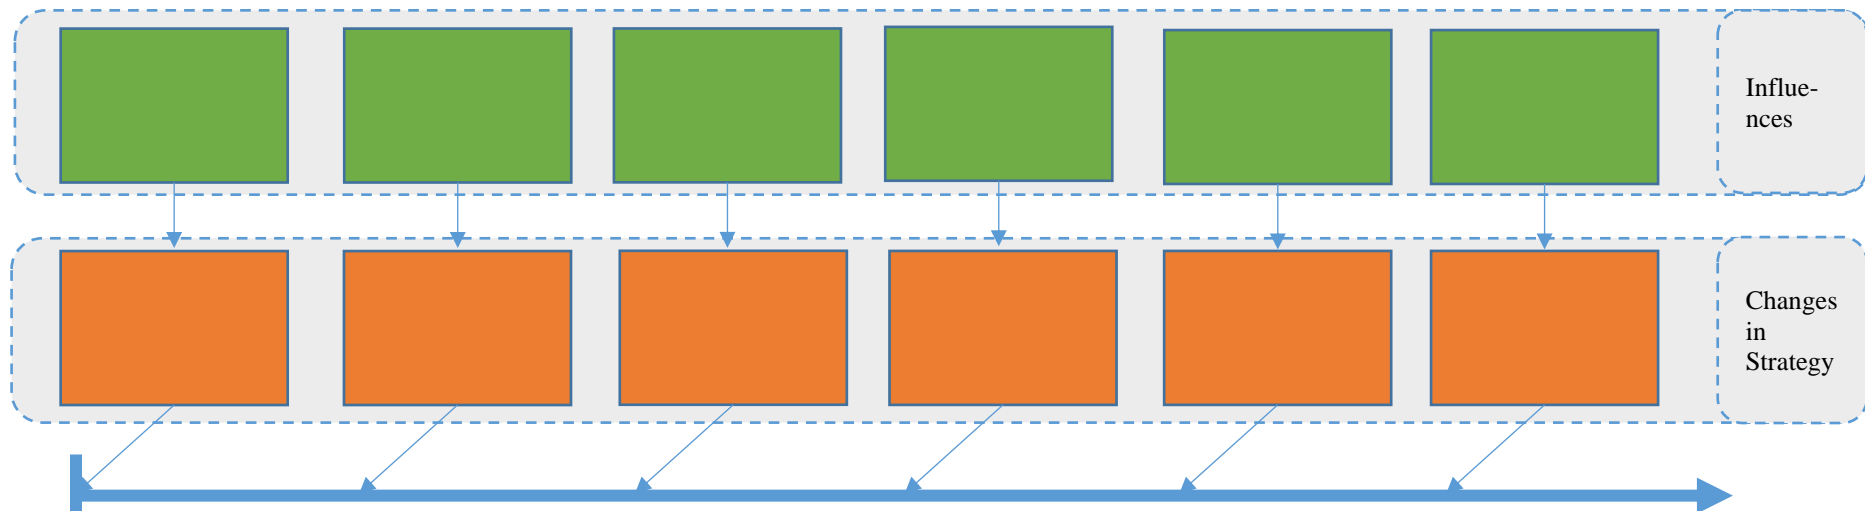 Influe-
nces
Changes
in
Strategy